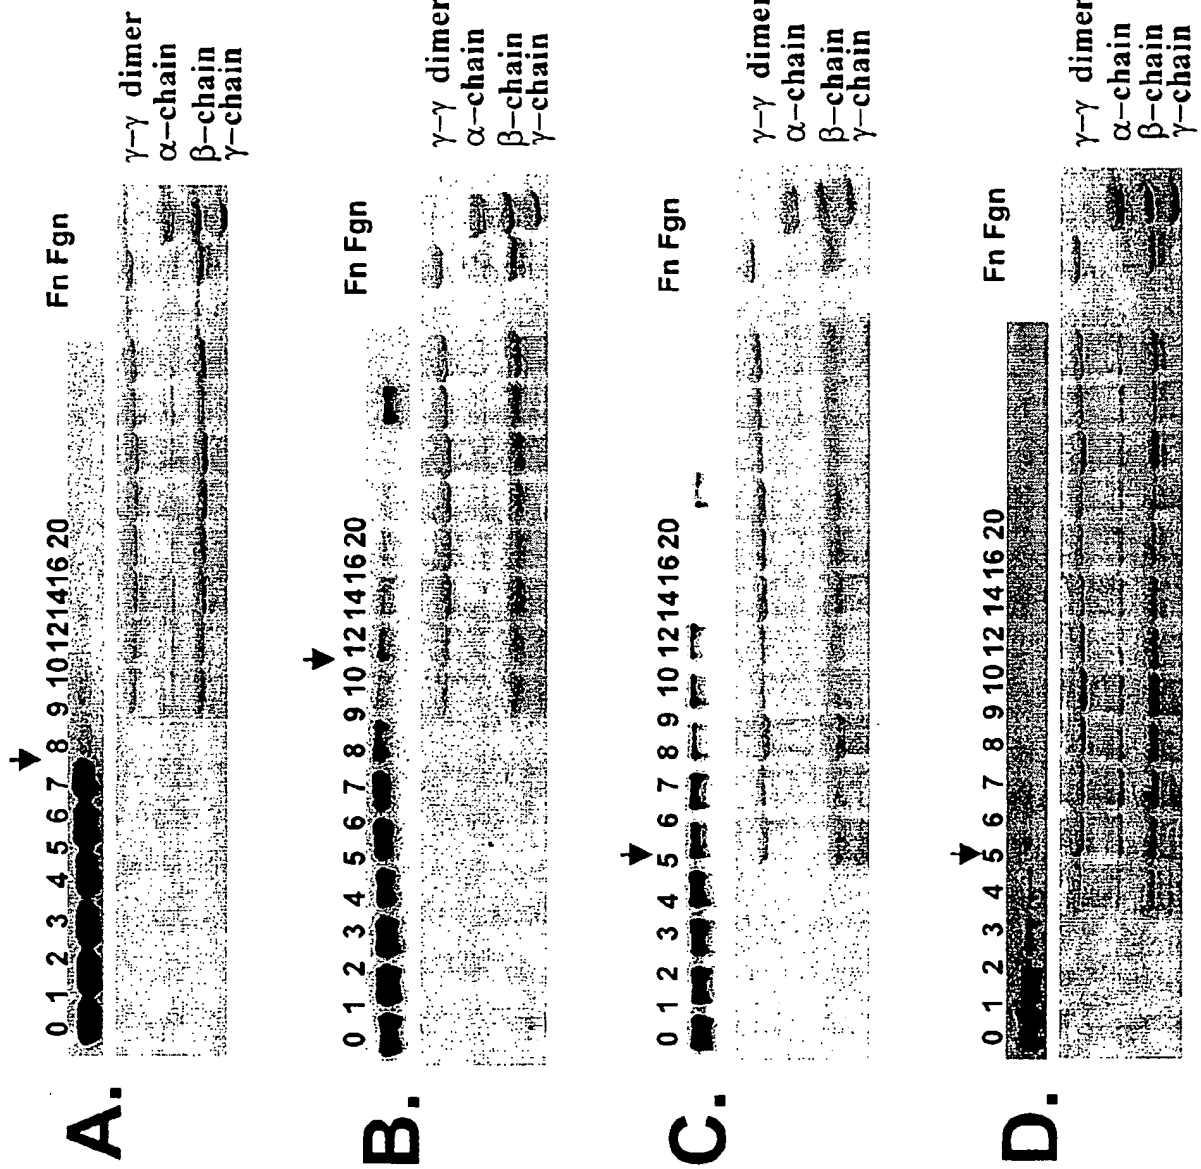 A.
0 1 2 3 4 5 6 7 8 9 10 12 14 16 20 Fn Fgn
γ-γ dimer
α-chain
β-chain
γ-chain
B.
0 1 2 3 4 5 6 7 8 9 10 12 14 16 20 Fn Fgn
γ-γ dimer
α-chain
β-chain
γ-chain
C.
0 1 2 3 4 5 6 7 8 9 10 12 14 16 20 Fn Fgn
γ-γ dimer
α-chain
β-chain
γ-chain
D.
0 1 2 3 4 5 6 7 8 9 10 12 14 16 20 Fn Fgn
γ-γ dimer
α-chain
β-chain
γ-chain